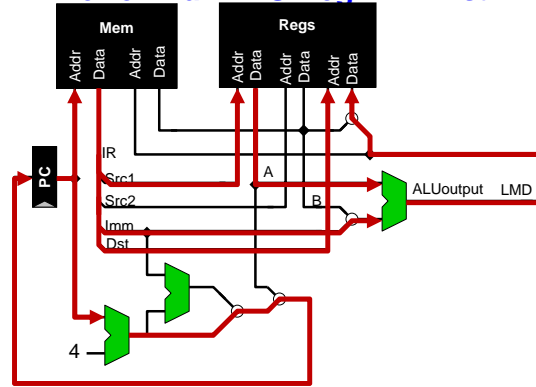 Mem
Regs
Addr
Data
Addr
Data
Addr
Data
Addr
Data
Addr
Data
IR
PC
Src1
A
ALUoutput LMD
Src2
B
Imm
Dst
4